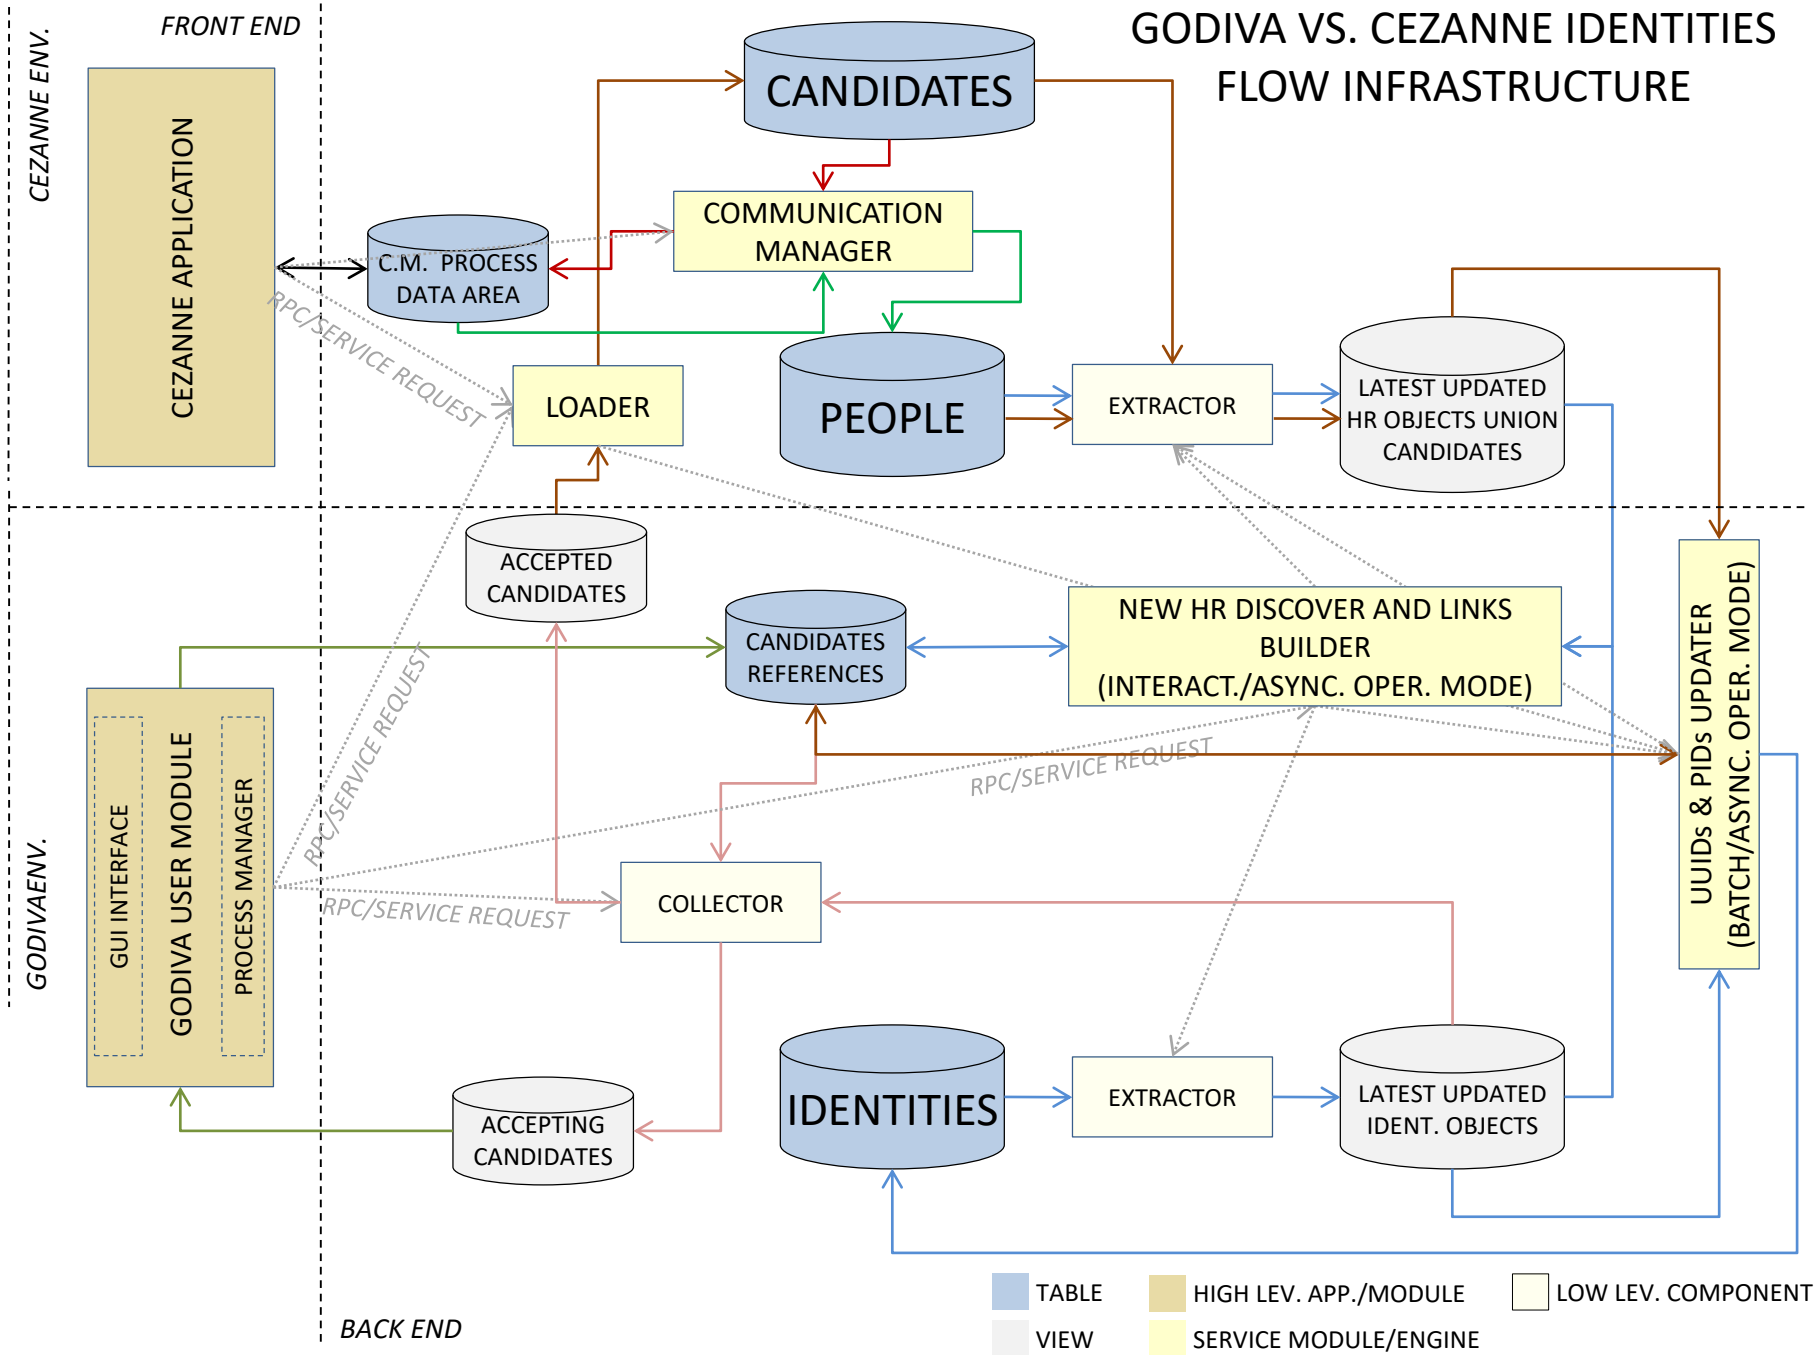 GODIVA VS. CEZANNE IDENTITIES
FLOW INFRASTRUCTURE
FRONT END
CEZANNE ENV.
CEZANNE APPLICATION
CANDIDATES
COMMUNICATION
MANAGER
C.M. PROCESS
DATA AREA
RPC/SERVICE REQUEST
LOADER
PEOPLE
EXTRACTOR
LATEST UPDATED
HR OBJECTS UNION
CANDIDATES
ACCEPTED
CANDIDATES
CANDIDATES
REFERENCES
NEW HR DISCOVER AND LINKS
BUILDER
(INTERACT./ASYNC. OPER. MODE)
UUIDs & PIDs UPDATER
(BATCH/ASYNC. OPER. MODE)
RPC/SERVICE REQUEST
RPC/SERVICE REQUEST
GODIVAENV.
GUI INTERFACE
GODIVA USER MODULE
PROCESS MANAGER
RPC/SERVICE REQUEST
COLLECTOR
IDENTITIES
EXTRACTOR
LATEST UPDATED
IDENT. OBJECTS
ACCEPTING
CANDIDATES
BACK END
TABLE
HIGH LEV. APP./MODULE
LOW LEV. COMPONENT
VIEW
SERVICE MODULE/ENGINE